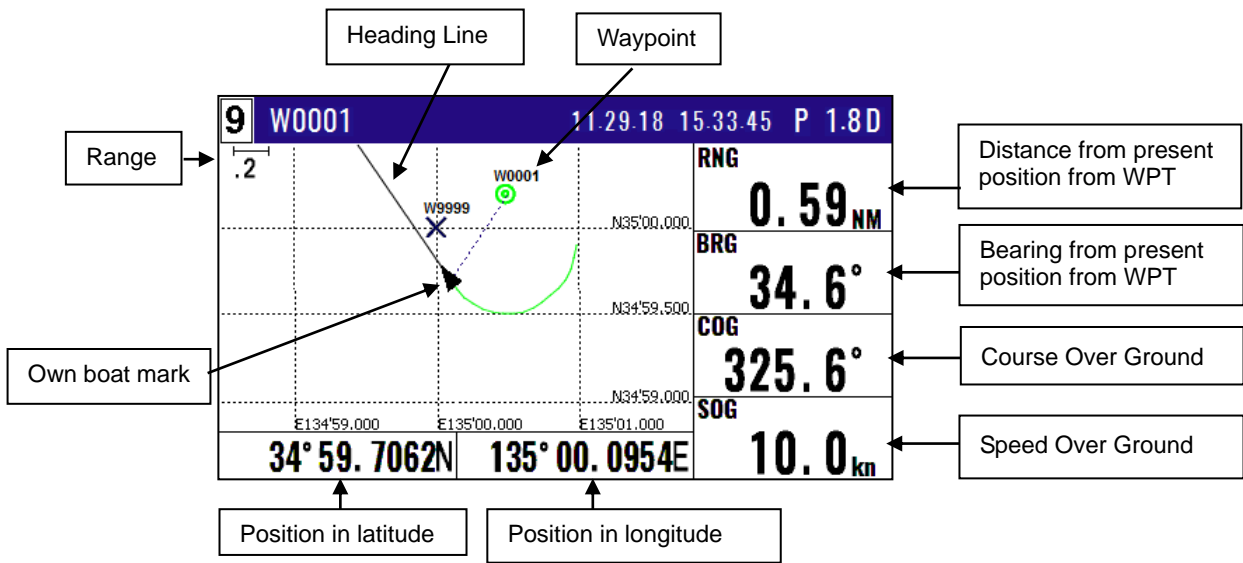 Heading Line
Waypoint
9 W0001 11.29.18 15.33.45 P 1.8D
Range
.2
W0001
W9999
N35'00.000
N34'59.500
N34'59.000
E134'59.000 E135'00.000 E135'01.000
34° 59. 7062N 135° 00. 0954E
RNG
0. 59 NM
BRG
34. 6°
COG
325. 6°
SOG
10. 0 kn
Distance from present
position from WPT
Bearing from present
position from WPT
Course Over Ground
Speed Over Ground
Own boat mark
Position in latitude
Position in longitude